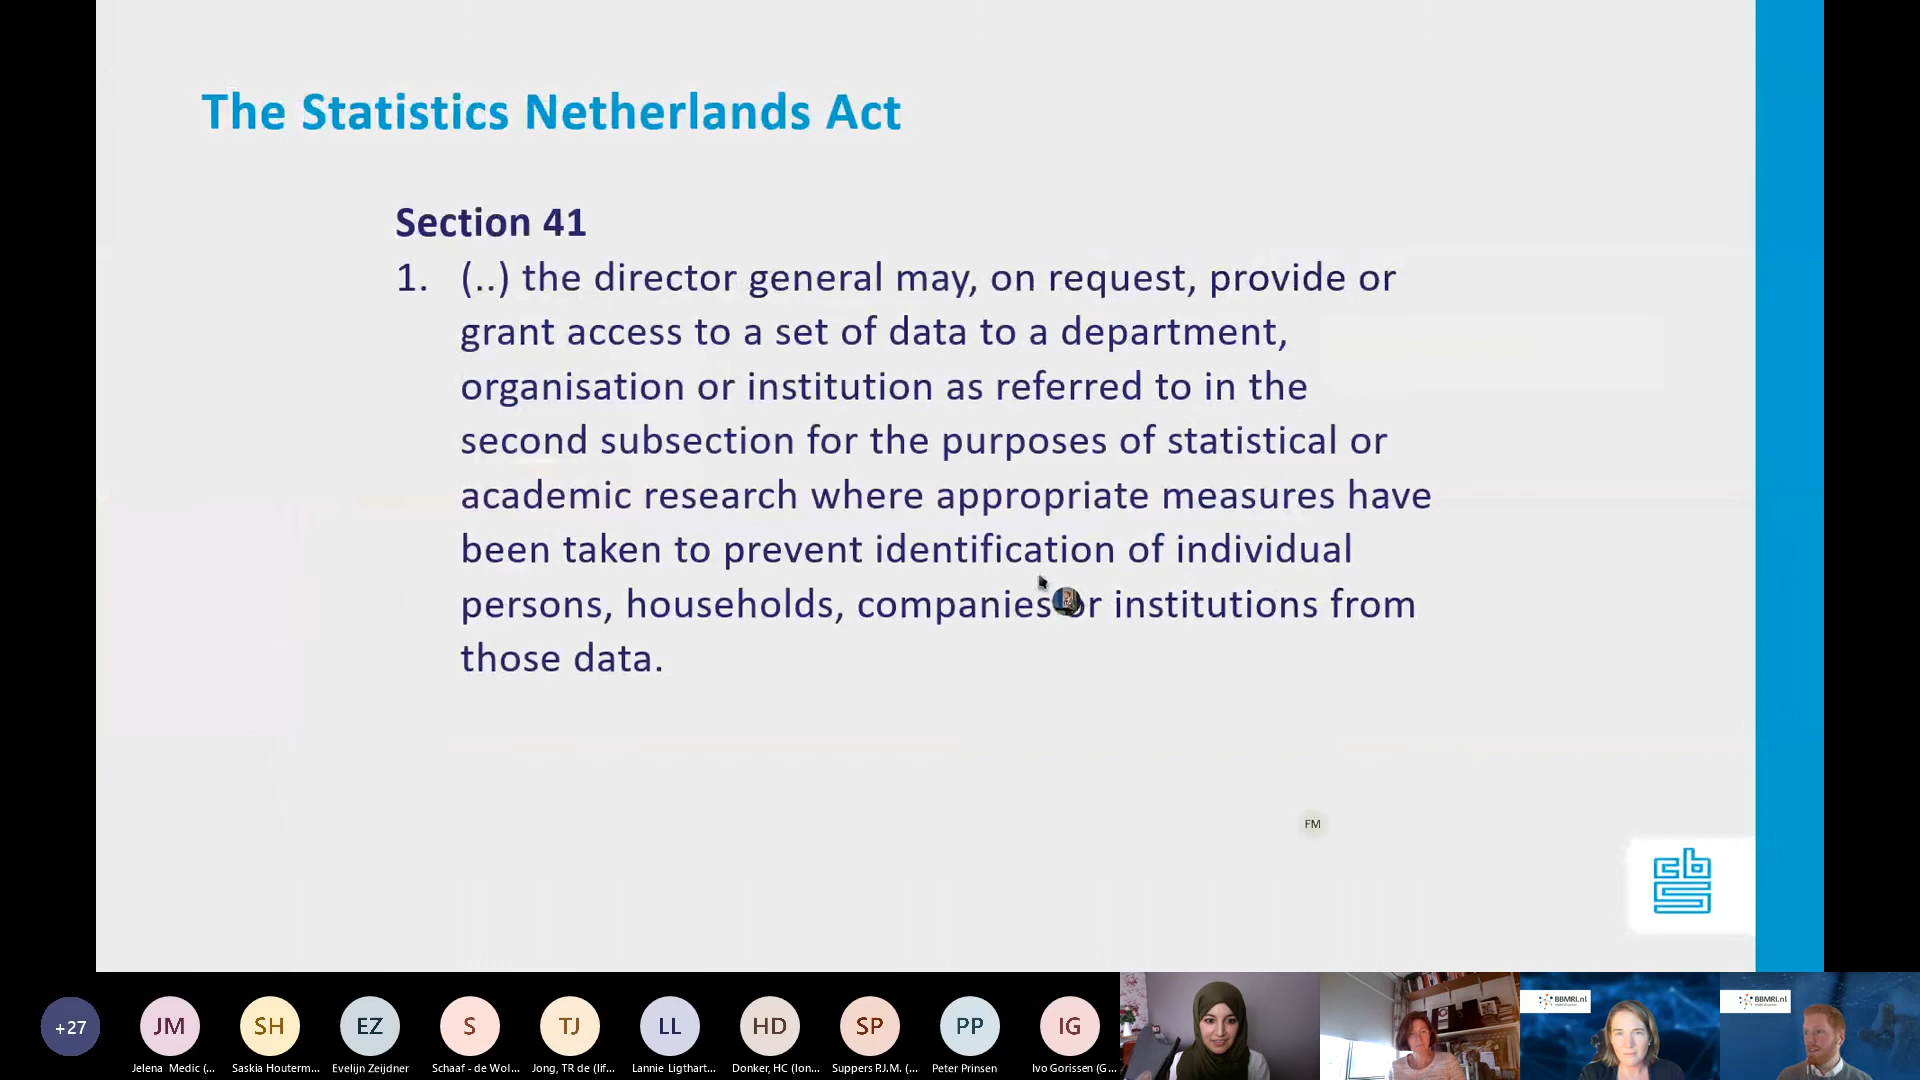 The Statistics Netherlands Act
Section 41
1. (..) the director general may, on request, provide or
grant access to a set of data to a department,
organisation or institution as referred to in the
second subsection for the purposes of statistical or
academic research where appropriate measures have
been taken to prevent identification of individual
persons, households, companies or institutions from
those data.
FM
cbs
+27
JM
SH
EZ
S
TJ
LL
HD
SP
PP
IG
BBMRI.nl
BBMRI.nl
Jelena Medic (...
Saskia Houterm...
Evelijn Zeijdner
Schaaf - de Wol...
Jong, TR de (lif...
Lannie Ligthart...
Donker, HC (lon...
Suppers P.J.M. (...
Peter Prinsen
Ivo Gorissen (G...